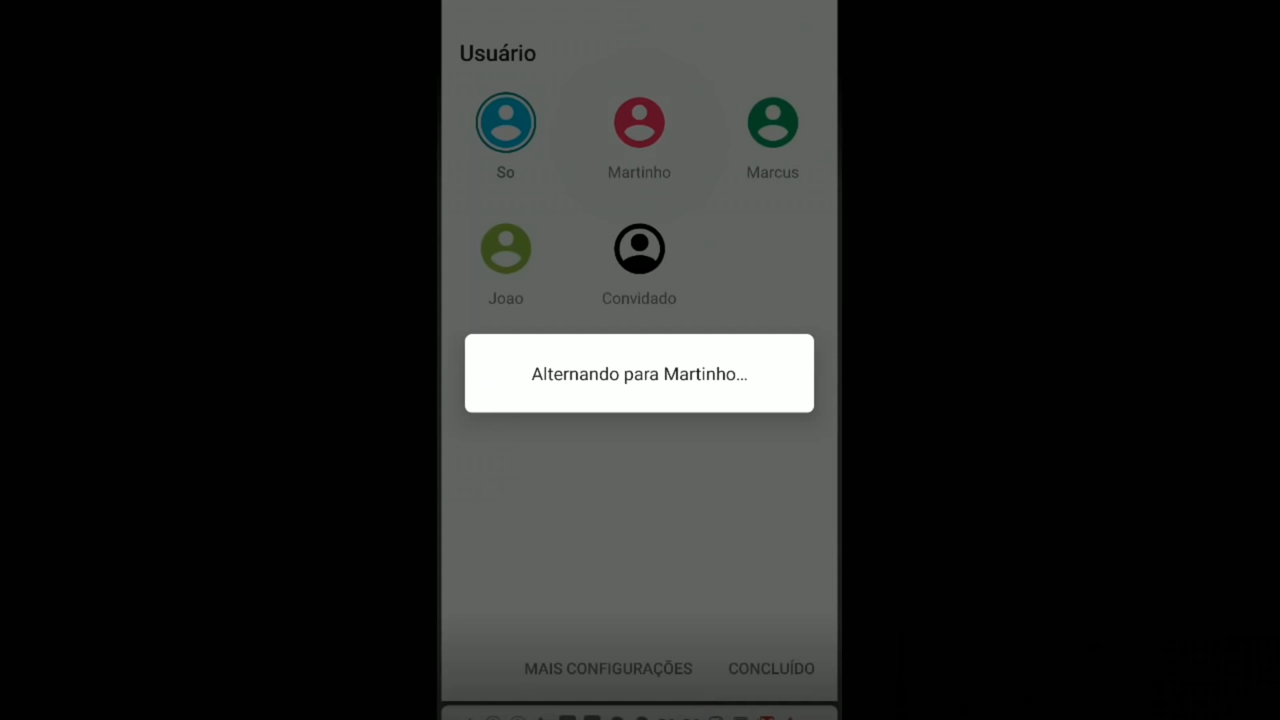 Usuário
So
Martinho
Marcus
Joao
Convidado
Alternando para Martinho...
MAIS CONFIGURAÇÕES
CONCLUÍDO